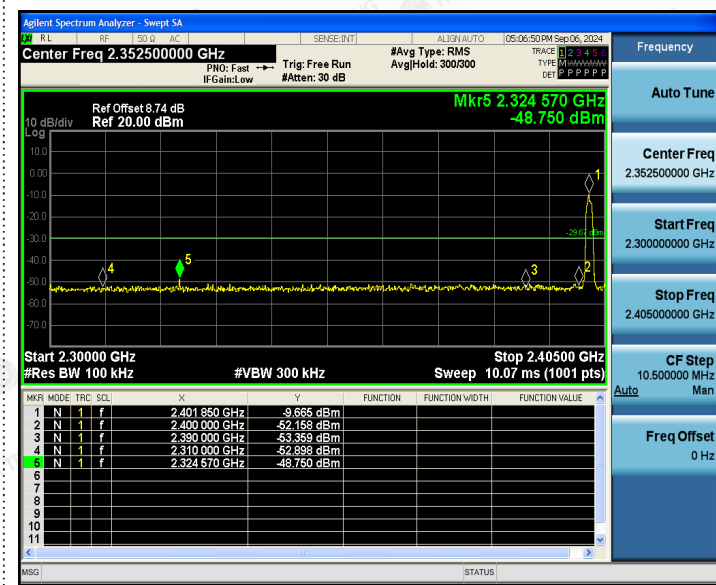 Agilent Spectrum Analyzer - Swept SA
LXI RL RF 50 Ω AC SENSE:INT ALIGN AUTO 05:06:50 PM Sep 06, 2024
Center Freq 2.352500000 GHz #Avg Type: RMS TRACE 1 2 3 4 5 6
PNO: Fast Trig: Free Run Avg|Hold: 300/300 TYPE M
IFGain:Low #Atten: 30 dB DET P P P P P P
Ref Offset 8.74 dB Mkr5 2.324 570 GHz
10 dB/div Ref 20.00 dBm -48.750 dBm
Log
10.0
0.00
-10.0
-20.0
-30.0
-40.0
-50.0
-60.0
-70.0
1
-29.67 dBm
4
5
3
2
Start 2.30000 GHz Stop 2.40500 GHz
#Res BW 100 kHz #VBW 300 kHz Sweep 10.07 ms (1001 pts)
MKR MODE TRC SCL X Y FUNCTION FUNCTION WIDTH FUNCTION VALUE
1 N 1 f 2.401 850 GHz -9.665 dBm
2 N 1 f 2.400 000 GHz -52.158 dBm
3 N 1 f 2.390 000 GHz -53.359 dBm
4 N 1 f 2.310 000 GHz -52.898 dBm
5 N 1 f 2.324 570 GHz -48.750 dBm
6
7
8
9
10
11
MSG STATUS
Frequency
Auto Tune
Center Freq
2.352500000 GHz
Start Freq
2.300000000 GHz
Stop Freq
2.405000000 GHz
CF Step
10.500000 MHz
Auto Man
Freq Offset
0 Hz